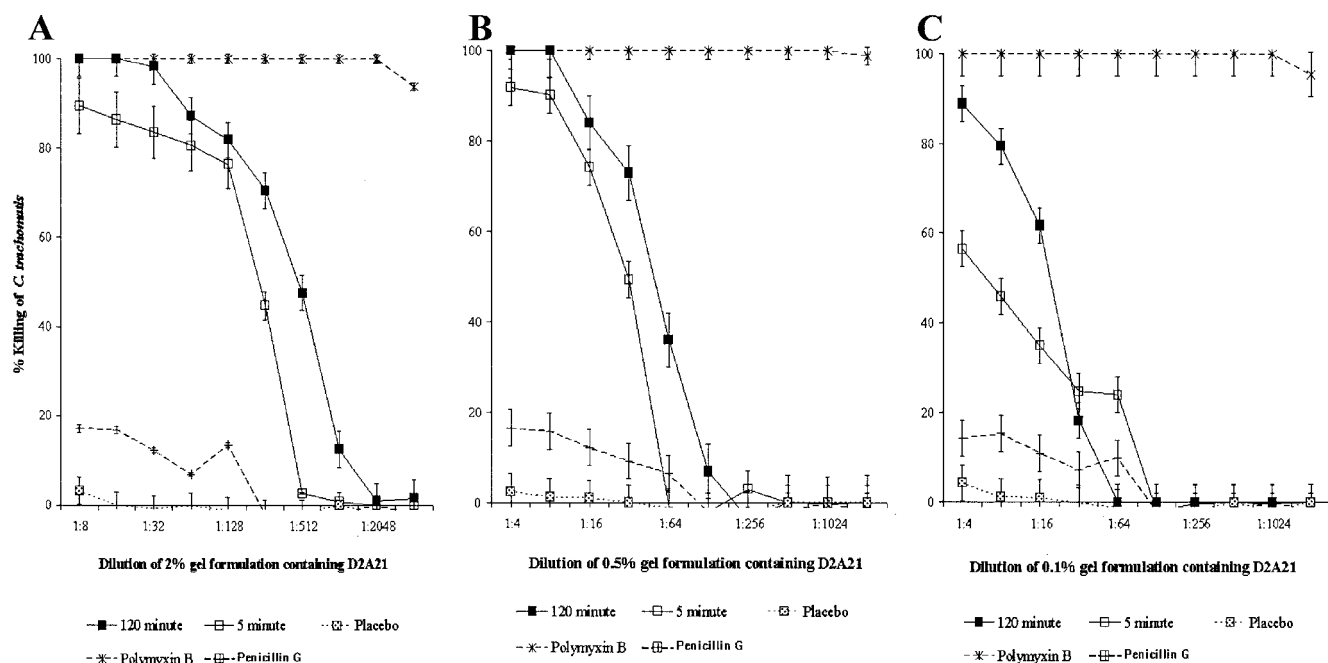 A
B
C
% Killing of C. trachomatis
100
80
60
40
20
0
1:8 1:32 1:128 1:512 1:2048
Dilution of 2% gel formulation containing D2A21
120 minute 5 minute Placebo
Polymyxin B Penicillin G
100
80
60
40
20
0
1:4 1:16 1:64 1:256 1:1024
Dilution of 0.5% gel formulation containing D2A21
120 minute 5 minute Placebo
Polymyxin B Penicillin G
100
80
60
40
20
0
1:4 1:16 1:64 1:256 1:1024
Dilution of 0.1% gel formulation containing D2A21
120 minute 5 minute Placebo
Polymyxin B Penicillin G